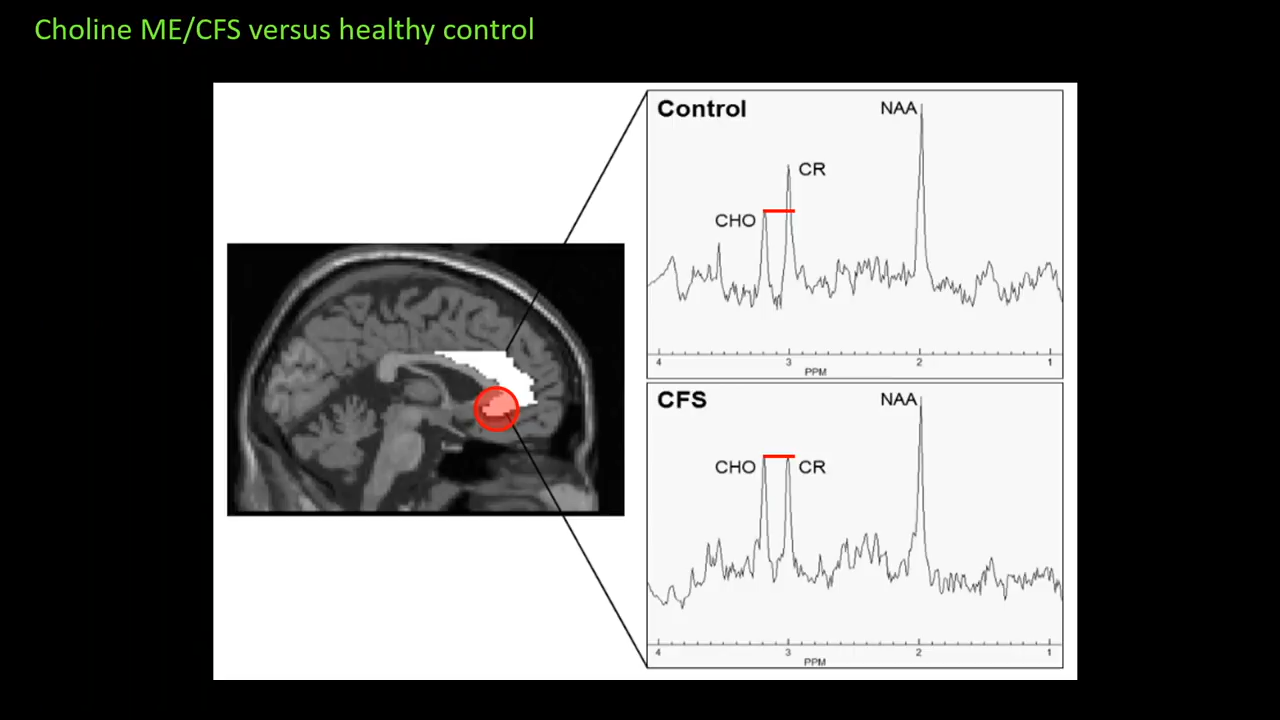 Choline ME/CFS versus healthy control
Control
NAA
CR
CHO
4 3 2 1
PPM
CFS
NAA
CHO CR
4 3 2 1
PPM